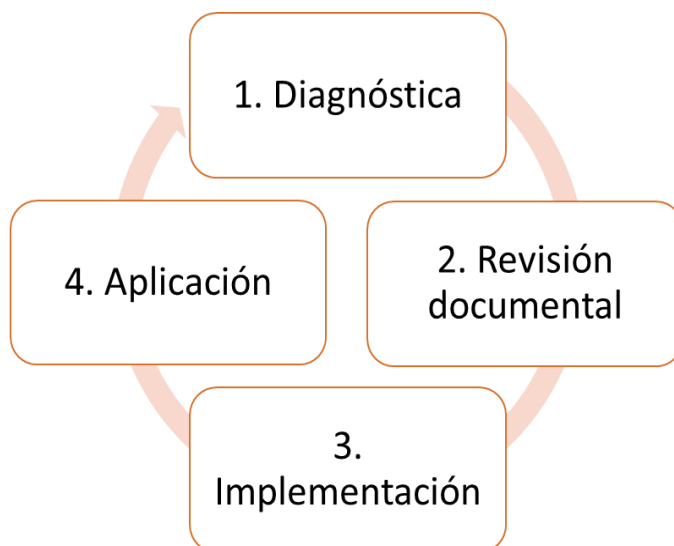 1. Diagnóstica
2. Revisión
documental
3.
Implementación
4. Aplicación